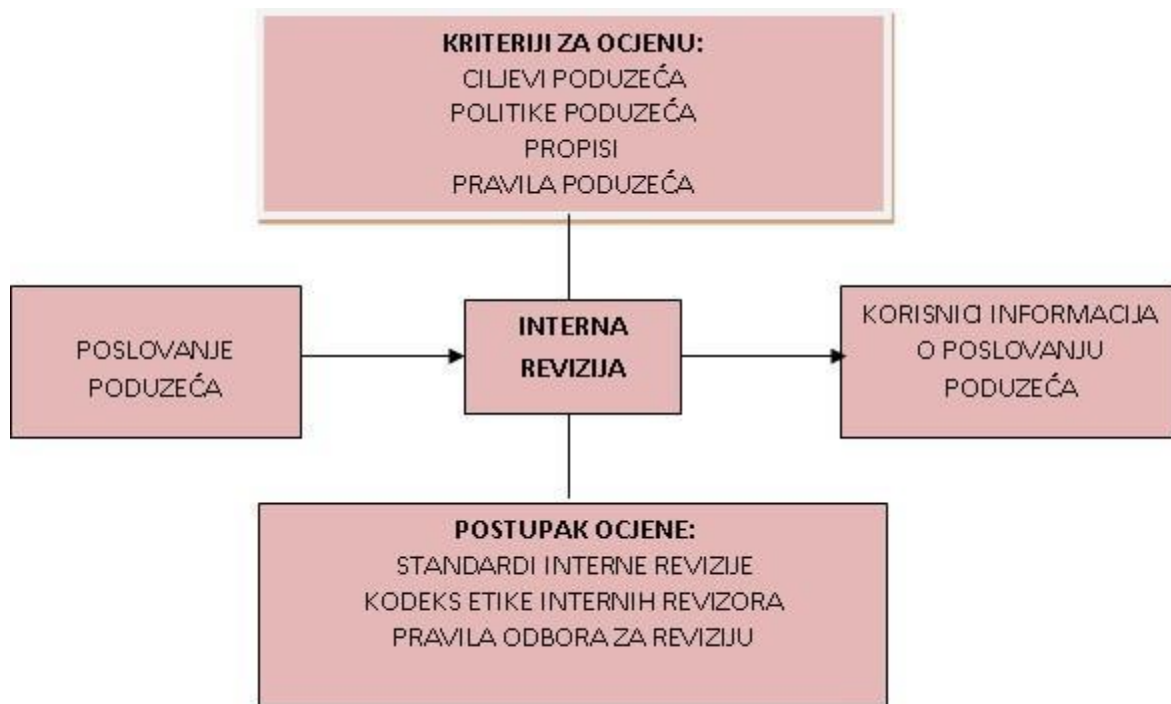 KRITERIJI ZA OCJENU:
CILJEVI PODUZEĆA
POLITIKE PODUZEĆA
PROPISI
PRAVILA PODUZEĆA
POSLOVANJE
PODUZEĆA
INTERNA
REVIZIJA
KORISNICI INFORMACIJA
O POSLOVANJU
PODUZEĆA
POSTUPAK OCJENE:
STANDARDI INTERNE REVIZIJE
KODEKS ETIKE INTERNIH REVIZORA
PRAVILA ODBORA ZA REVIZIJU